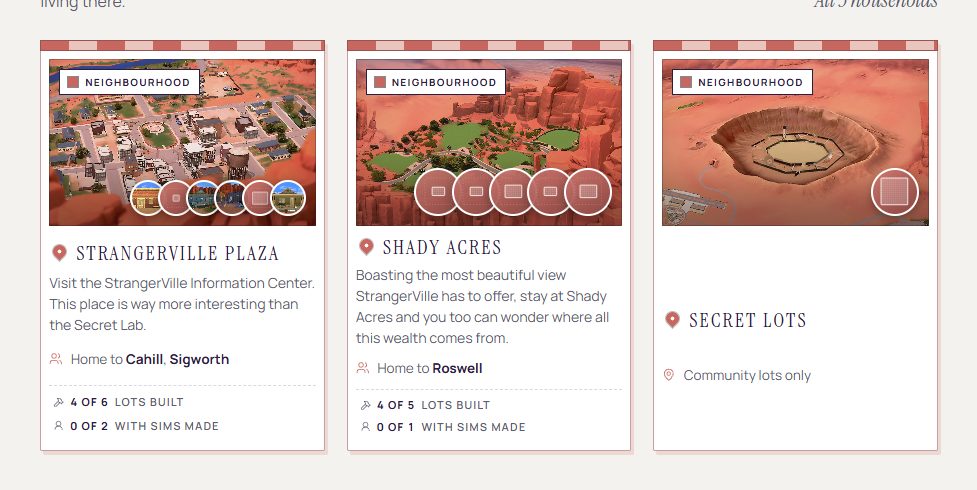 living there.
All 5 households
NEIGHBOURHOOD
STRANGERVILLE PLAZA
Visit the StrangerVille Information Center.
This place is way more interesting than
the Secret Lab.
Home to Cahill, Sigworth
4 OF 6 LOTS BUILT
0 OF 2 WITH SIMS MADE
NEIGHBOURHOOD
SHADY ACRES
Boasting the most beautiful view
StrangerVille has to offer, stay at Shady
Acres and you too can wonder where all
this wealth comes from.
Home to Roswell
4 OF 5 LOTS BUILT
0 OF 1 WITH SIMS MADE
NEIGHBOURHOOD
SECRET LOTS
Community lots only